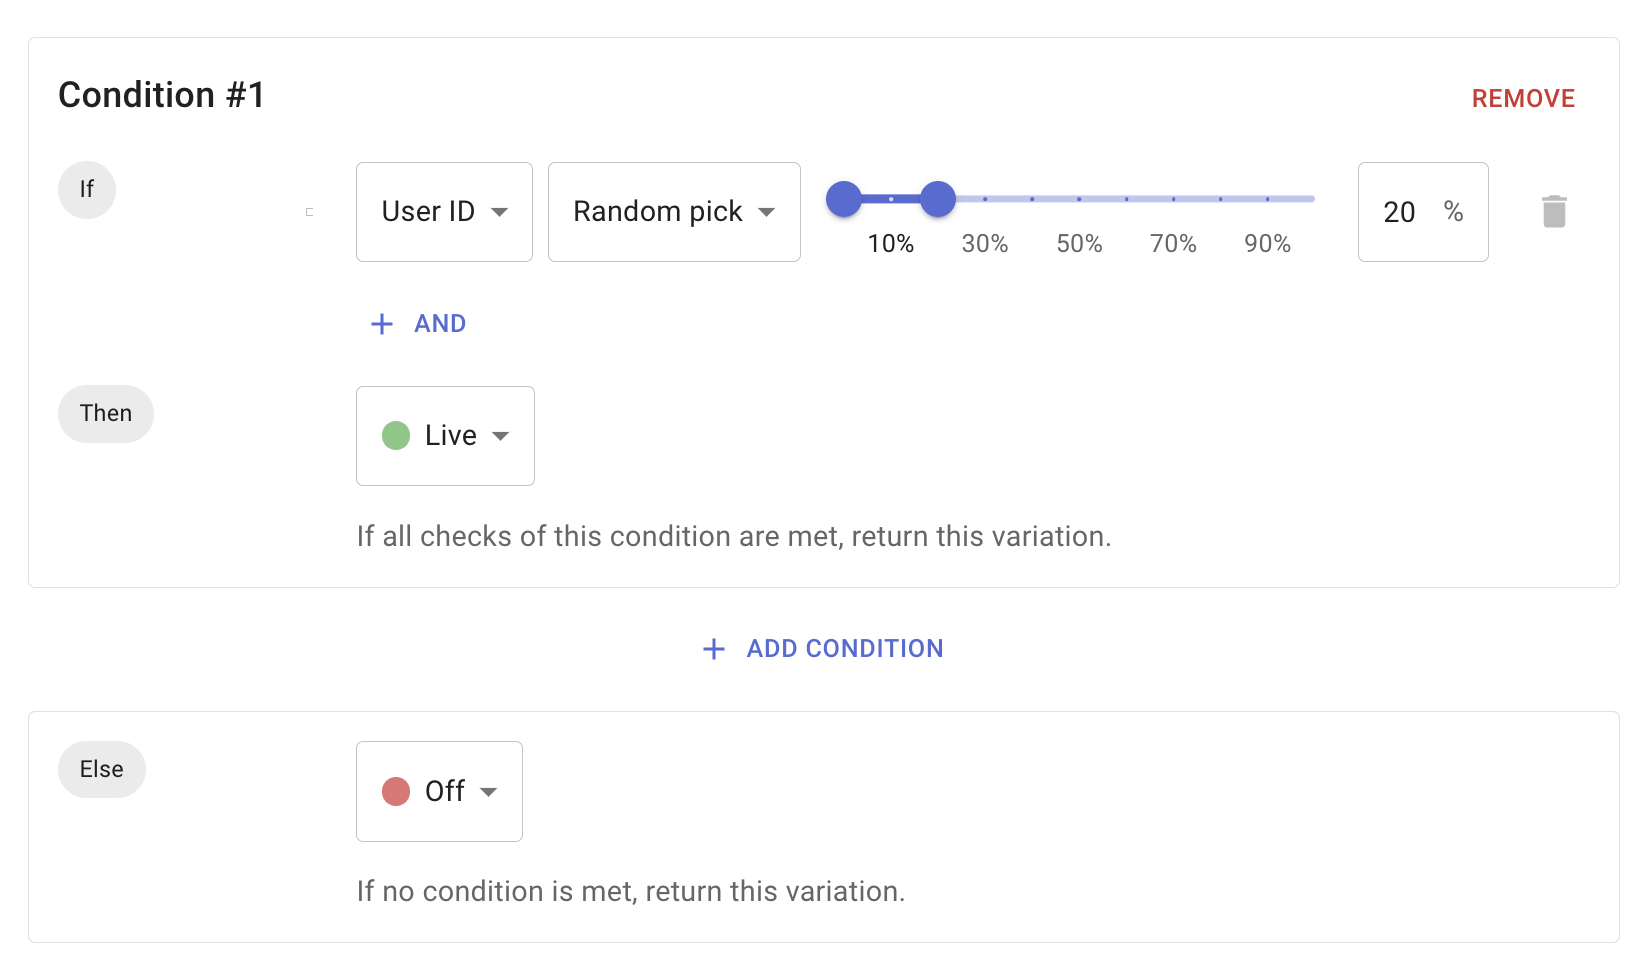 Condition #1
REMOVE
If
User ID
Random pick
10% 30% 50% 70% 90%
20 %
+ AND
Then
Live
If all checks of this condition are met, return this variation.
+ ADD CONDITION
Else
Off
If no condition is met, return this variation.